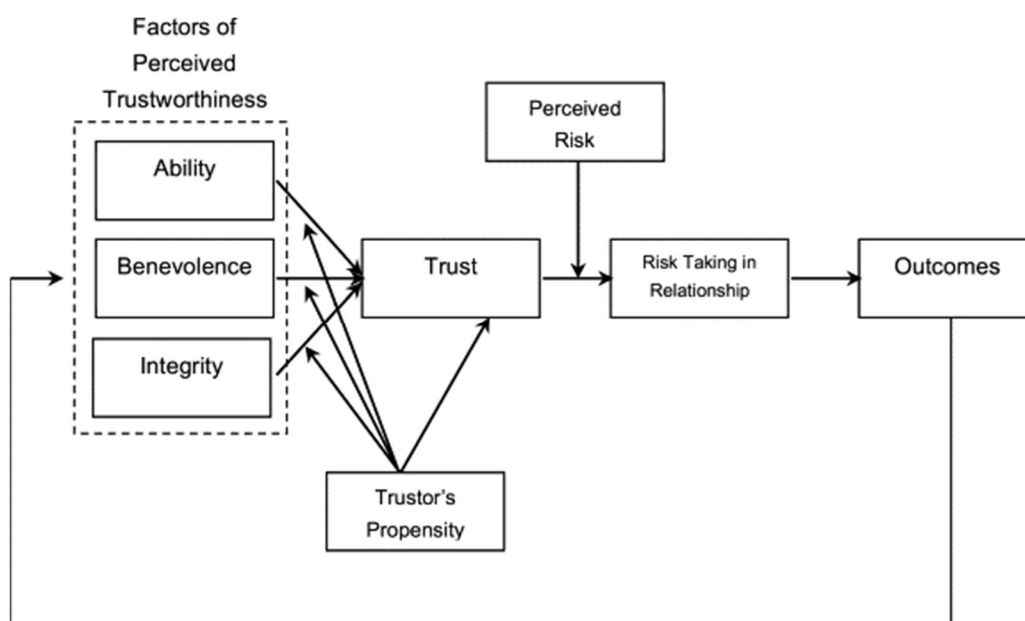 Factors of
Perceived
Trustworthiness
Ability
Benevolence
Integrity
Trust
Perceived
Risk
Risk Taking in
Relationship
Outcomes
Trustor’s
Propensity